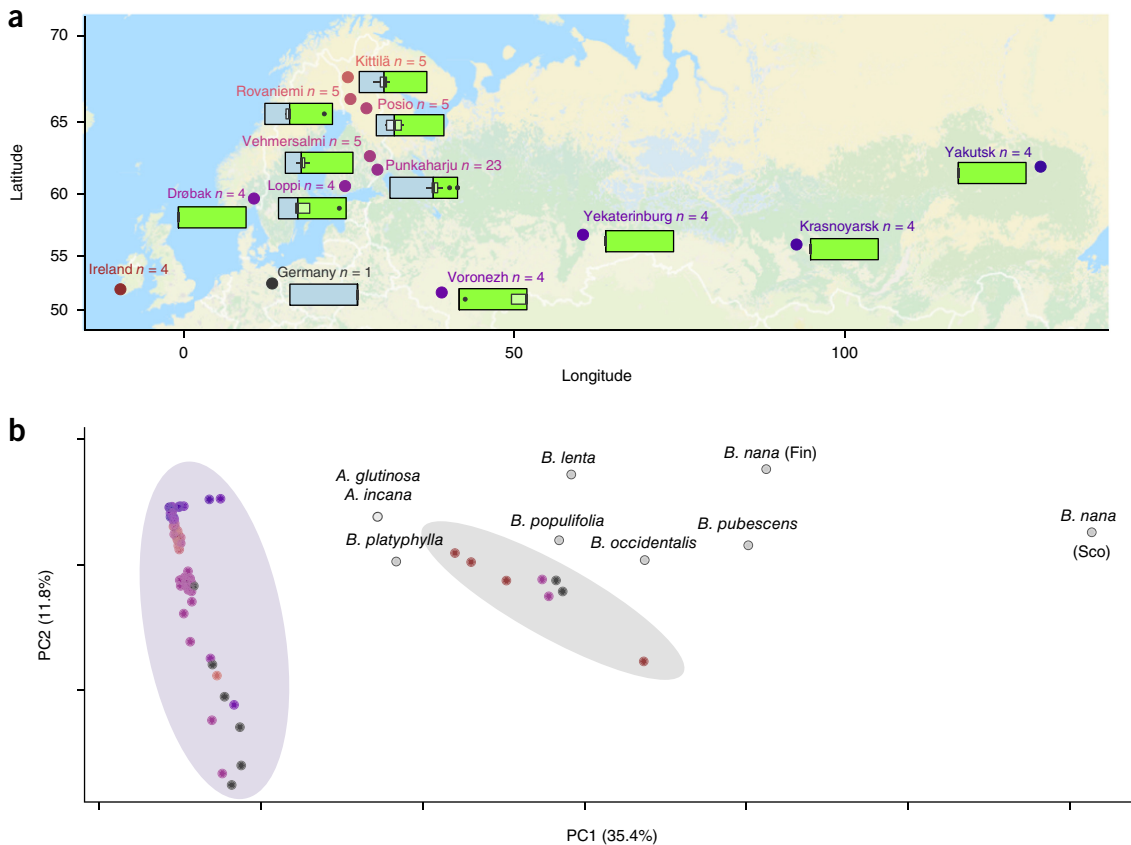 a
70
65
60
55
50
Latitude
Kittilä n = 5
Rovaniemi n = 5
Posio n = 5
Vehmersalmi n = 5
Punkaharju n = 23
Yakutsk n = 4
Drøbak n = 4
Loppi n = 4
Yekaterinburg n = 4
Krasnoyarsk n = 4
Ireland n = 4
Germany n = 1
Voronezh n = 4
0
50
100
Longitude
b
B. lenta
B. nana (Fin)
A. glutinosa
A. incana
B. populifolia
B. pubescens
B. nana
(Sco)
B. platyphylla
B. occidentalis
PC2 (11.8%)
PC1 (35.4%)